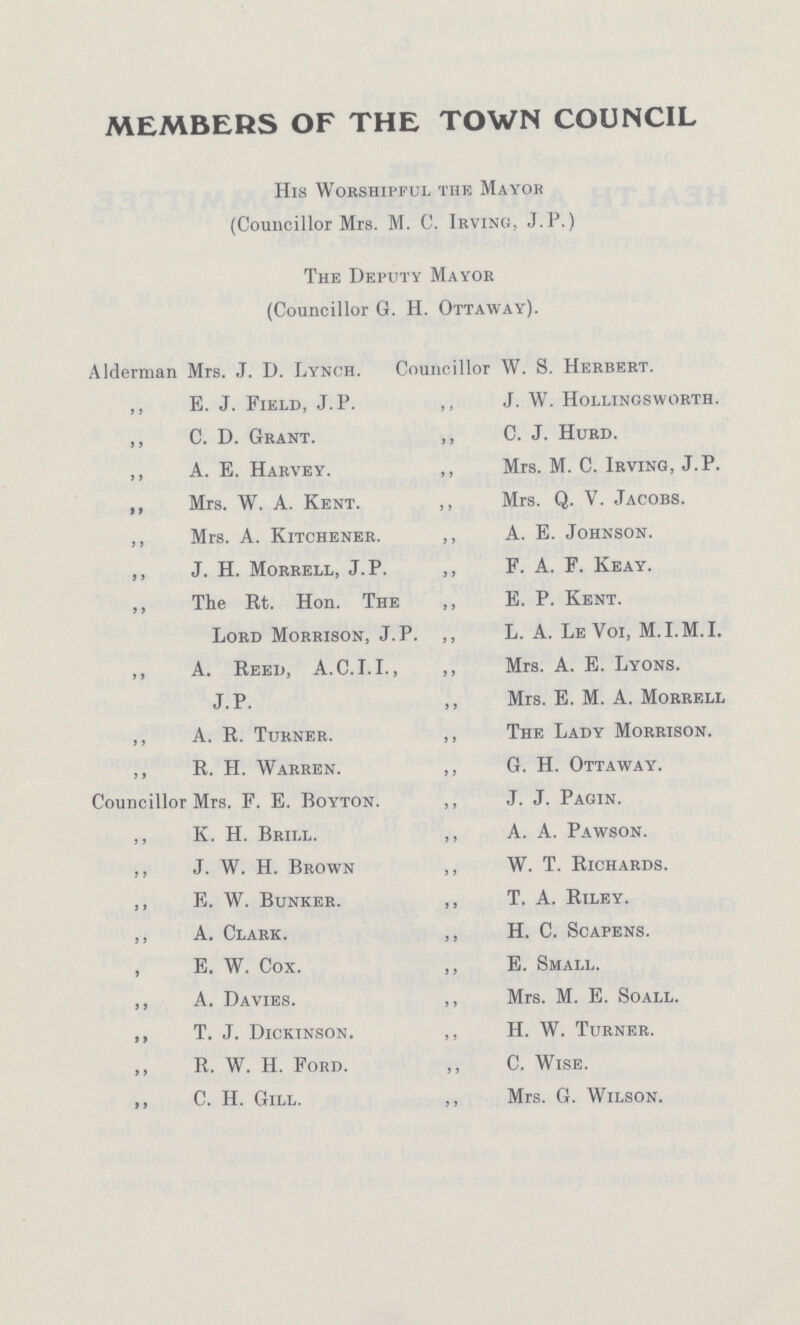 MEMBERS OF THE TOWN COUNCIL
His Worshipful the Mayor
(Councillor Mrs. M. C. Irving, J.P.)
The Deputy Mayor
(Councillor G. H. Ottaway).
Alderman Mrs. J. D. Lynch.
,, E. J. Field, J.P.
,, C. D. Grant.
,, A. E. Harvey.
,, Mrs. W. A. Kent.
,, Mrs. A. Kitchener.
,, J. H. Morrell, J.P.
,, The Rt. Hon. The
Lord Morrison, J.P.
,, A. Reed, A.C.I.I.,
J.P.
,, A. R. Turner.
,, R. H. Warren.
Councillor Mrs. F. E. Boyton.
,, K. H. Brill.
,, J. W. H. Brown
,, E. W. Bunker.
,, A. Clark.
, E. W. Cox.
,, A. Davies.
,, T. J. Dickinson.
,, R. W. H. Ford.
,, C. H. Gill.
Councillor W. S. Herbert.
,, J. W. Hollingsworth.
,, C. J. Hurd.
,, Mrs. M. C. Irving, J.P.
,, Mrs. Q. V. Jacobs.
,, A. E. Johnson.
,, F. A. F. Keay.
,, E. P. Kent.
,, L. A. Le Voi, M.I.M.I.
,, Mrs. A. E. Lyons.
,, Mrs. E. M. A. Morrell
,, The Lady Morrison.
,, G. H. Ottaway.
,, J. J. Pagin.
,, A. A. Pawson.
,, W. T. Richards.
,, T. A. Riley.
,, H. C. Scapens.
,, E. Small.
,, Mrs. M. E. Soall.
,, H. W. Turner.
,, C. Wise.
,, Mrs. G. Wilson.